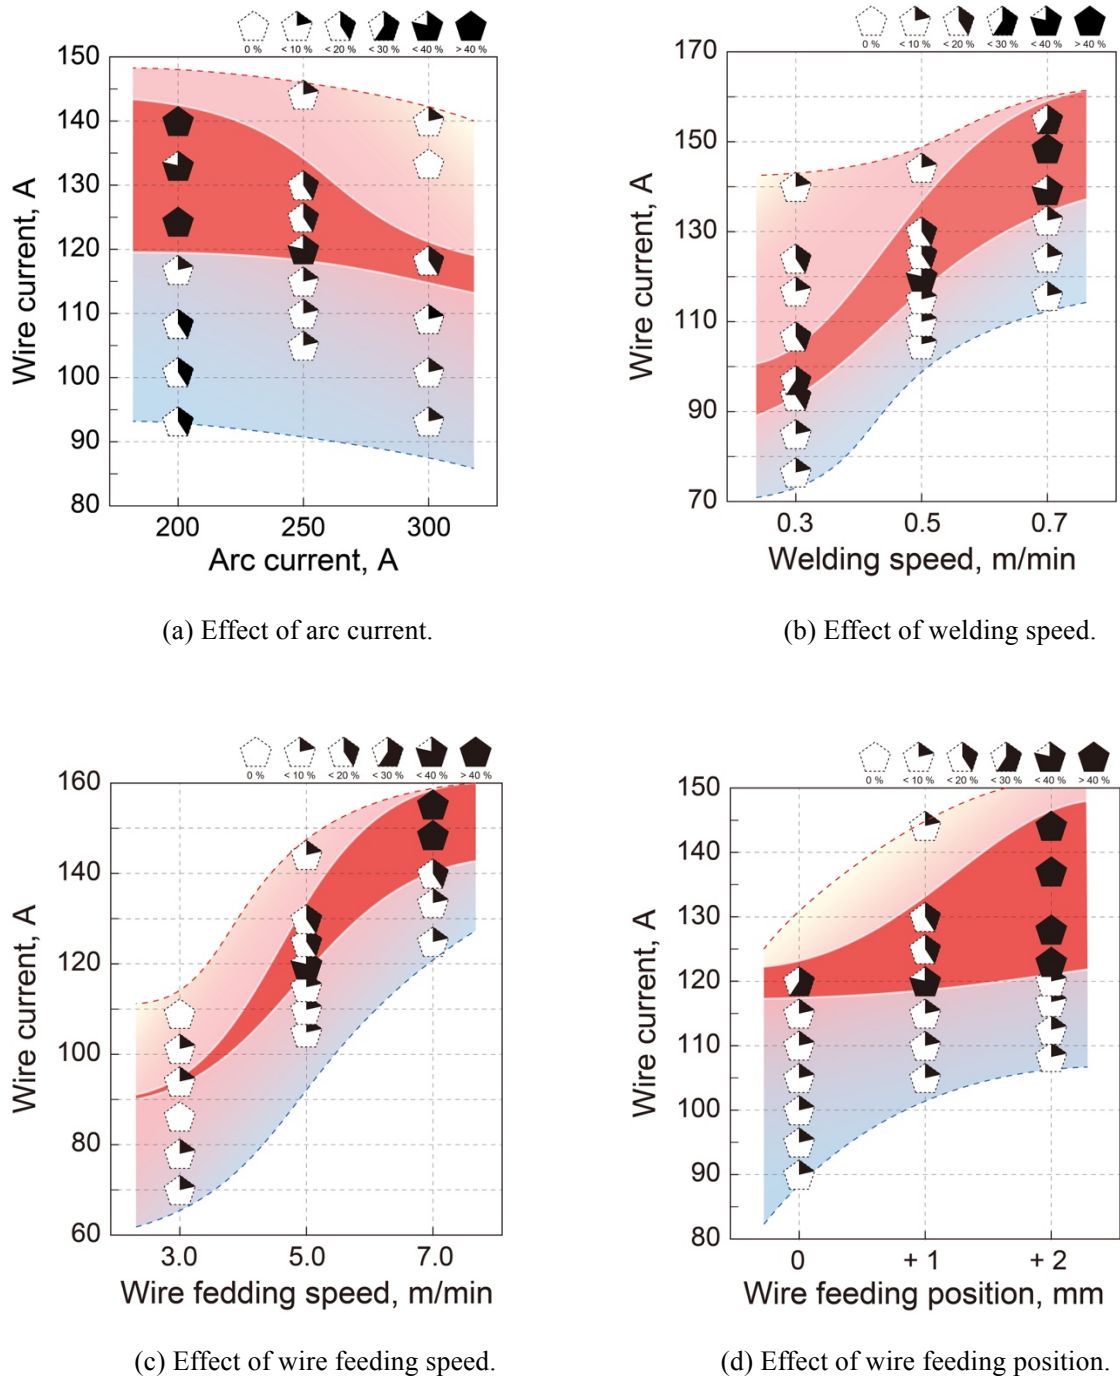 0 % < 10 % < 20 % < 30 % < 40 % > 40 %
150
140
130
120
110
100
90
80
Wire current, A
200 250 300
Arc current, A
(a) Effect of arc current.
0 % < 10 % < 20 % < 30 % < 40 % > 40 %
170
150
130
110
90
70
Wire current, A
0.3 0.5 0.7
Welding speed, m/min
(b) Effect of welding speed.
0 % < 10 % < 20 % < 30 % < 40 % > 40 %
160
140
120
100
80
60
Wire current, A
3.0 5.0 7.0
Wire fedding speed, m/min
(c) Effect of wire feeding speed.
0 % < 10 % < 20 % < 30 % < 40 % > 40 %
150
140
130
120
110
100
90
80
Wire current, A
0 + 1 + 2
Wire feeding position, mm
(d) Effect of wire feeding position.